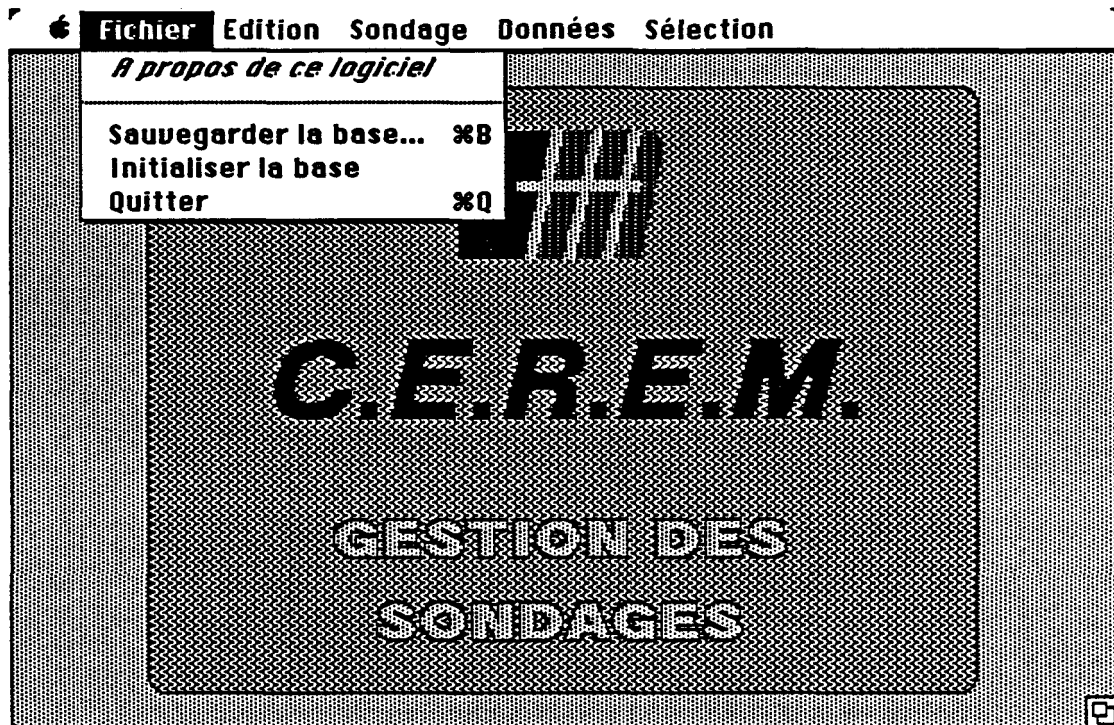 Fichier Edition Sondage Données Sélection
A propos de ce logiciel
Sauvegarder la base... ⌘B
Initialiser la base
Quitter ⌘Q
C.E.R.E.M.
GESTION DES
SONDAGES